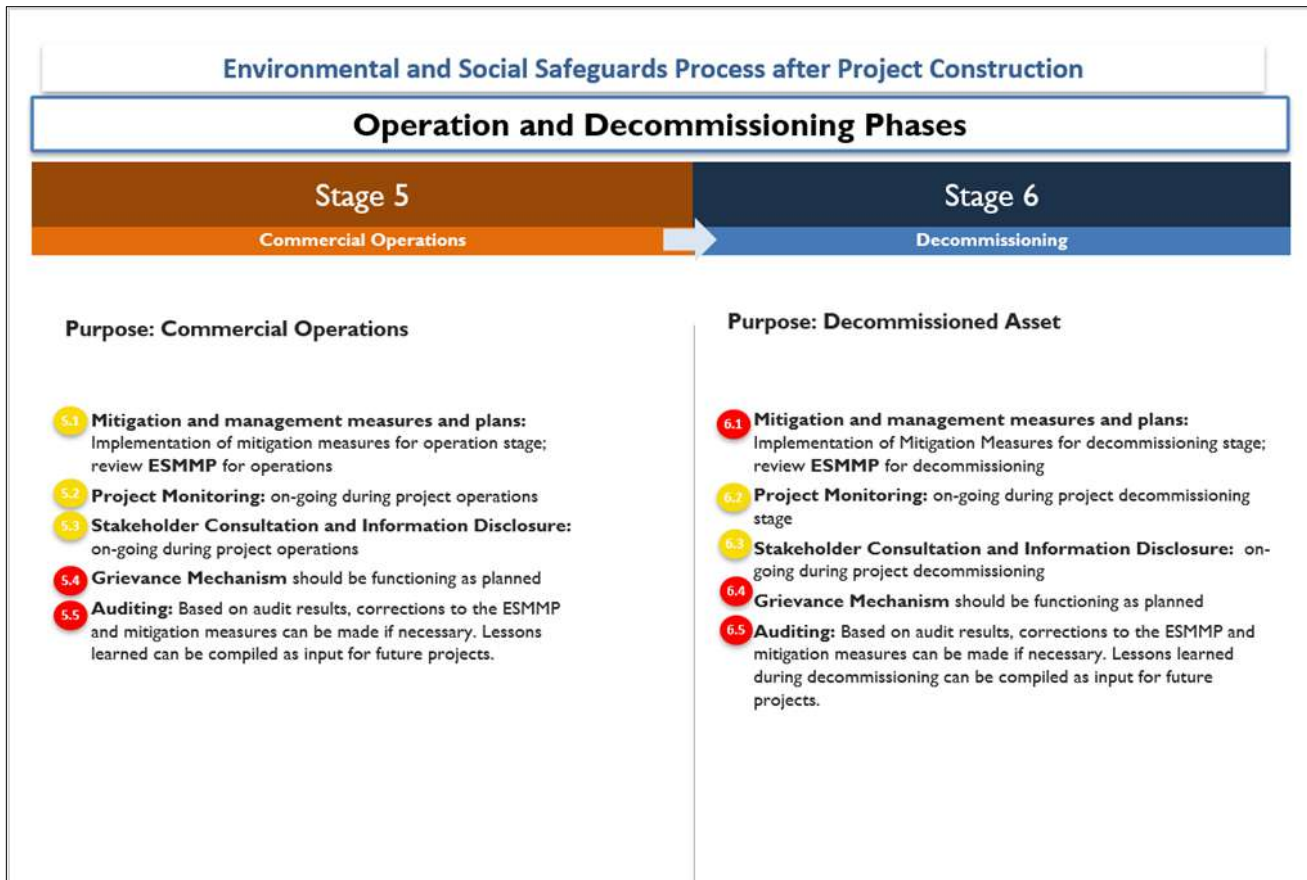 Environmental and Social Safeguards Process after Project Construction
Operation and Decommissioning Phases
Stage 5
Commercial Operations
Purpose: Commercial Operations
5.1 Mitigation and management measures and plans:
Implementation of mitigation measures for operation stage;
review ESMMP for operations
5.2 Project Monitoring: on-going during project operations
5.3 Stakeholder Consultation and Information Disclosure:
on-going during project operations
5.4 Grievance Mechanism should be functioning as planned
5.5 Auditing: Based on audit results, corrections to the ESMMP
and mitigation measures can be made if necessary. Lessons
learned can be compiled as input for future projects.
Stage 6
Decommissioning
Purpose: Decommissioned Asset
6.1 Mitigation and management measures and plans:
Implementation of Mitigation Measures for decommissioning stage;
review ESMMP for decommissioning
6.2 Project Monitoring: on-going during project decommissioning
stage
6.3 Stakeholder Consultation and Information Disclosure: on-
going during project decommissioning
6.4 Grievance Mechanism should be functioning as planned
6.5 Auditing: Based on audit results, corrections to the ESMMP and
mitigation measures can be made if necessary. Lessons learned
during decommissioning can be compiled as input for future
projects.